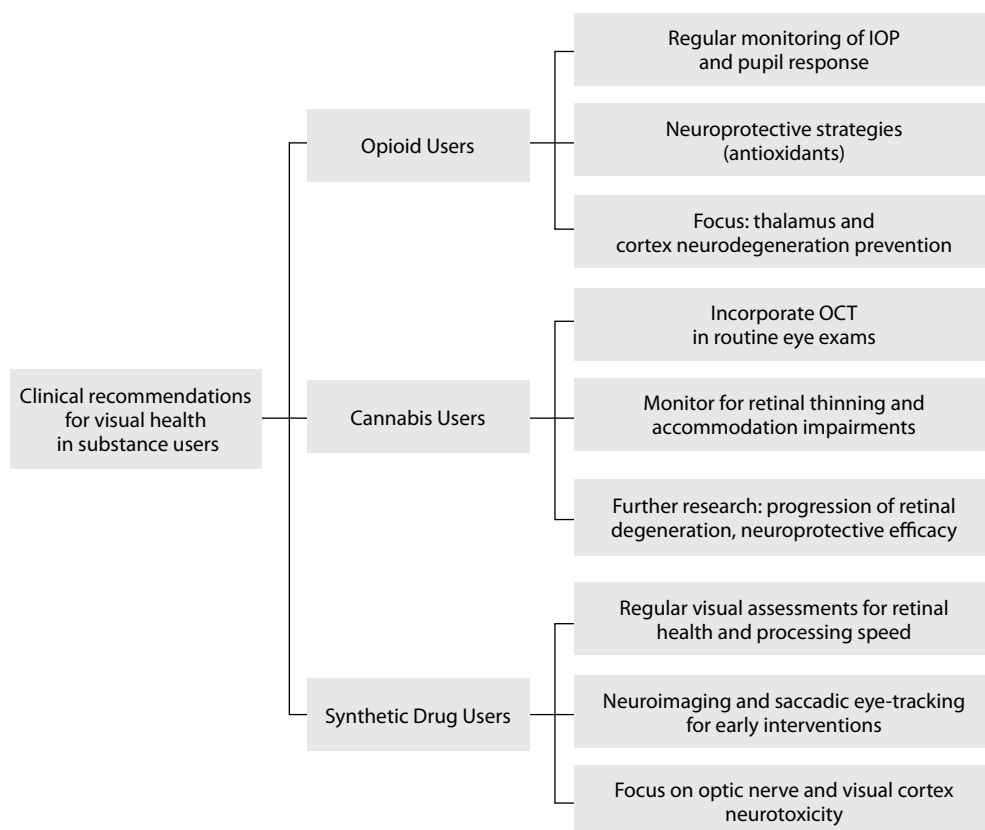 Clinical recommendations
for visual health
in substance users
Opioid Users
Regular monitoring of IOP
and pupil response
Neuroprotective strategies
(antioxidants)
Focus: thalamus and
cortex neurodegeneration prevention
Cannabis Users
Incorporate OCT
in routine eye exams
Monitor for retinal thinning and
accommodation impairments
Further research: progression of retinal
degeneration, neuroprotective efficacy
Synthetic Drug Users
Regular visual assessments for retinal
health and processing speed
Neuroimaging and saccadic eye-tracking
for early interventions
Focus on optic nerve and visual cortex
neurotoxicity